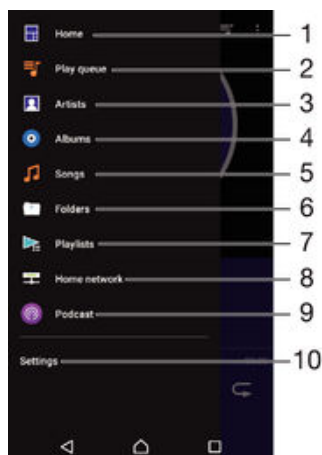 Home 1
Play queue 2
Artists 3
Albums 4
Songs 5
Folders 6
Playlists 7
Home network 8
Podcast 9
Settings 10